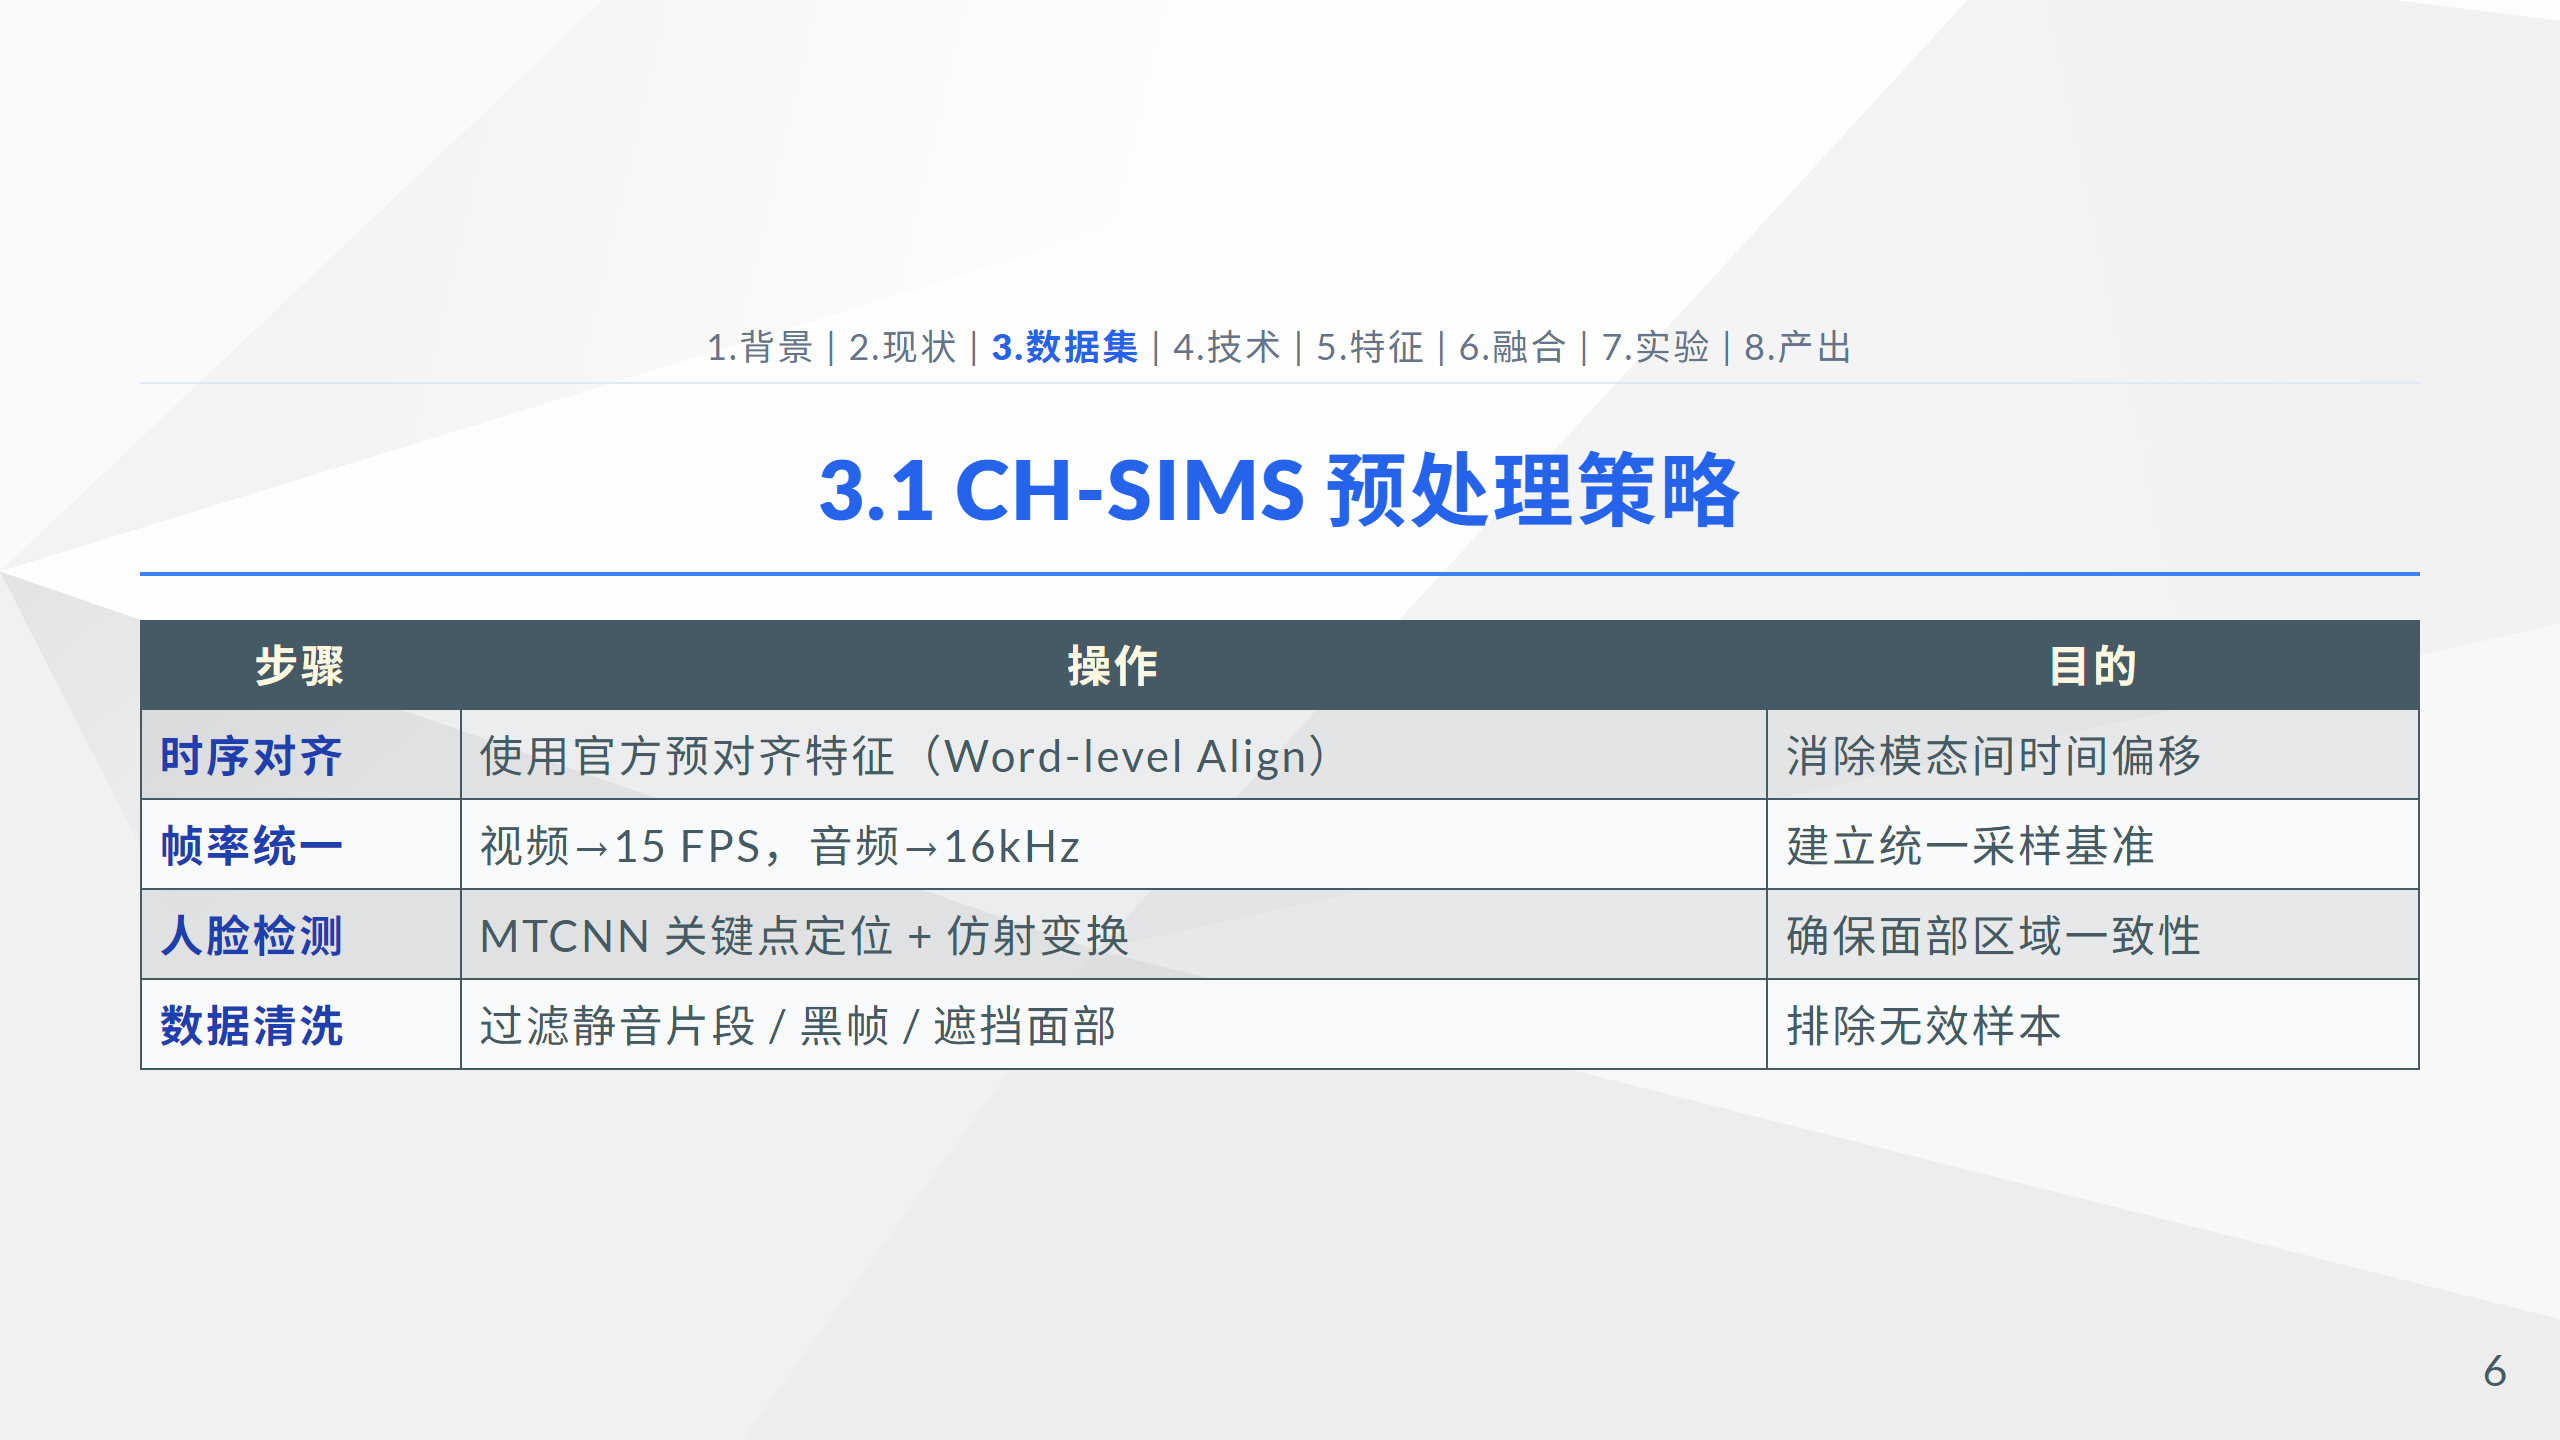 1.背景 | 2.现状 | 3.数据集 | 4.技术 | 5.特征 | 6.融合 | 7.实验 | 8.产出
3.1 CH-SIMS 预处理策略
步骤 操作 目的
时序对齐 使用官方预对齐特征（Word-level Align） 消除模态间时间偏移
帧率统一 视频→15 FPS，音频→16kHz 建立统一采样基准
人脸检测 MTCNN 关键点定位 + 仿射变换 确保面部区域一致性
数据清洗 过滤静音片段 / 黑帧 / 遮挡面部 排除无效样本
6